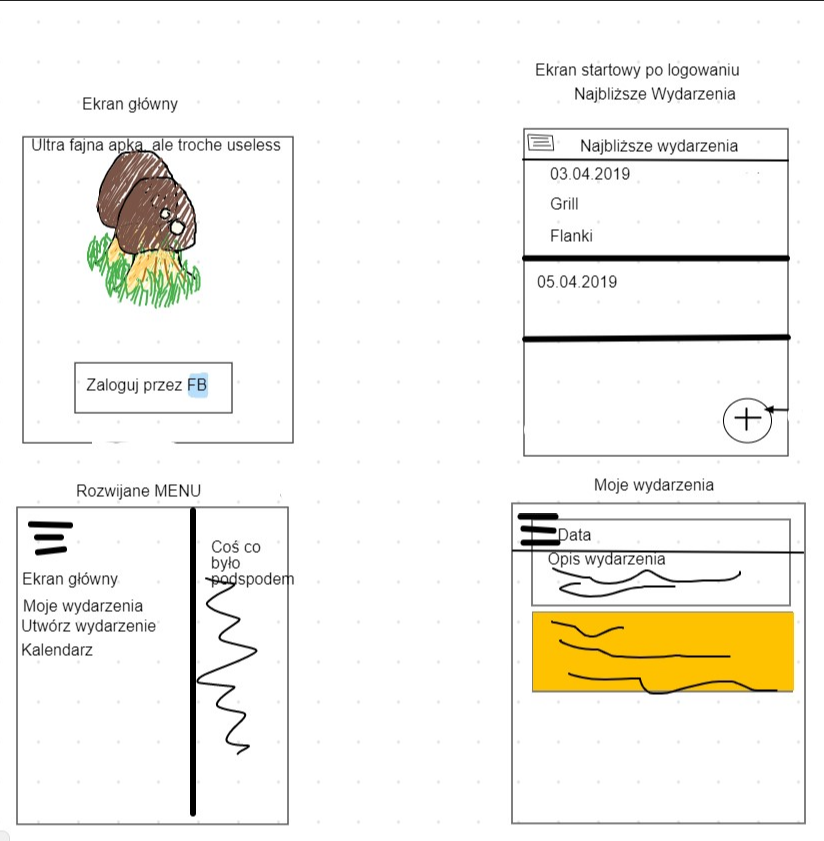 Ekran główny
Ultra fajna apka, ale troche useless
Zaloguj przez FB
Ekran startowy po logowaniu
Najbliższe Wydarzenia
Najbliższe wydarzenia
03.04.2019
Grill
Flanki
05.04.2019
Rozwijane MENU
Ekran główny
Moje wydarzenia
Utwórz wydarzenie
Kalendarz
Coś co
było
podspodem
Moje wydarzenia
Data
Opis wydarzenia